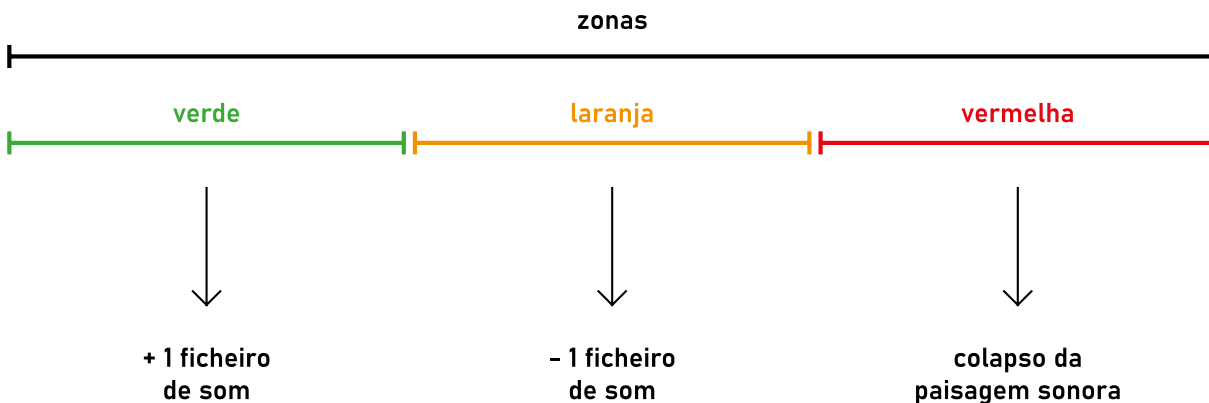 zonas
verde
laranja
vermelha
+ 1 ficheiro
de som
– 1 ficheiro
de som
colapso da
paisagem sonora